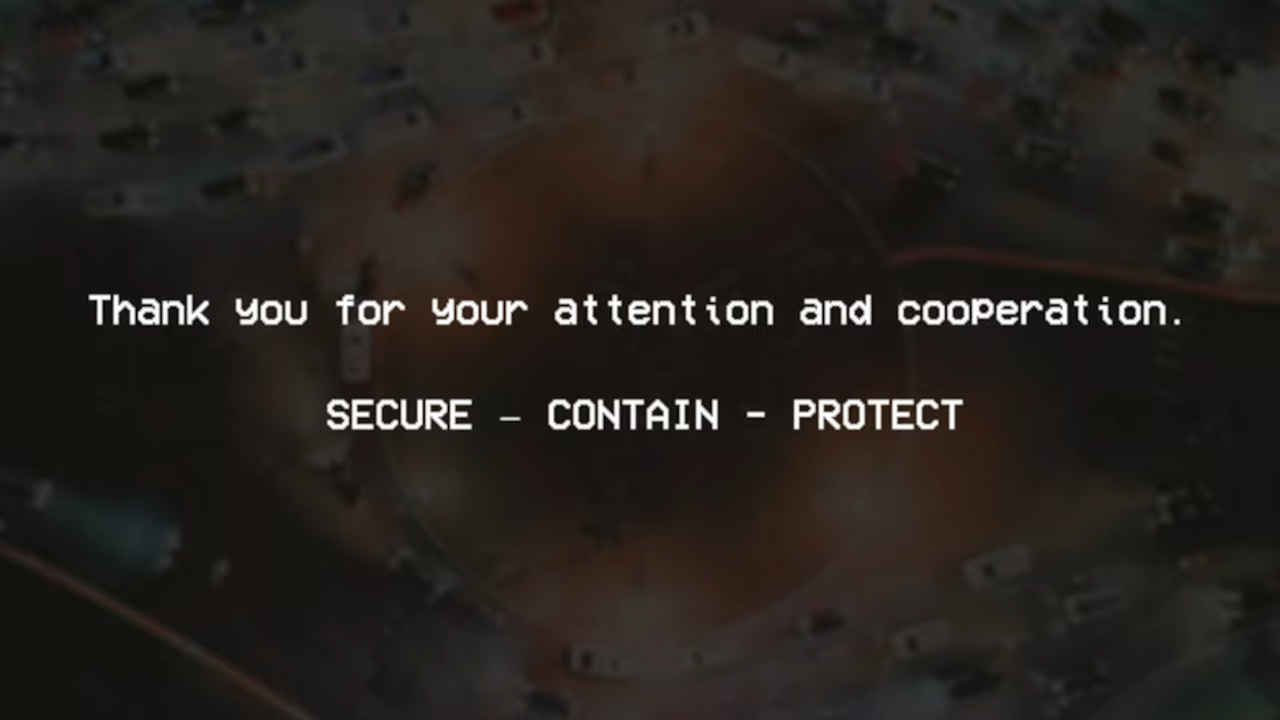 Thank you for your attention and cooperation.
SECURE – CONTAIN - PROTECT